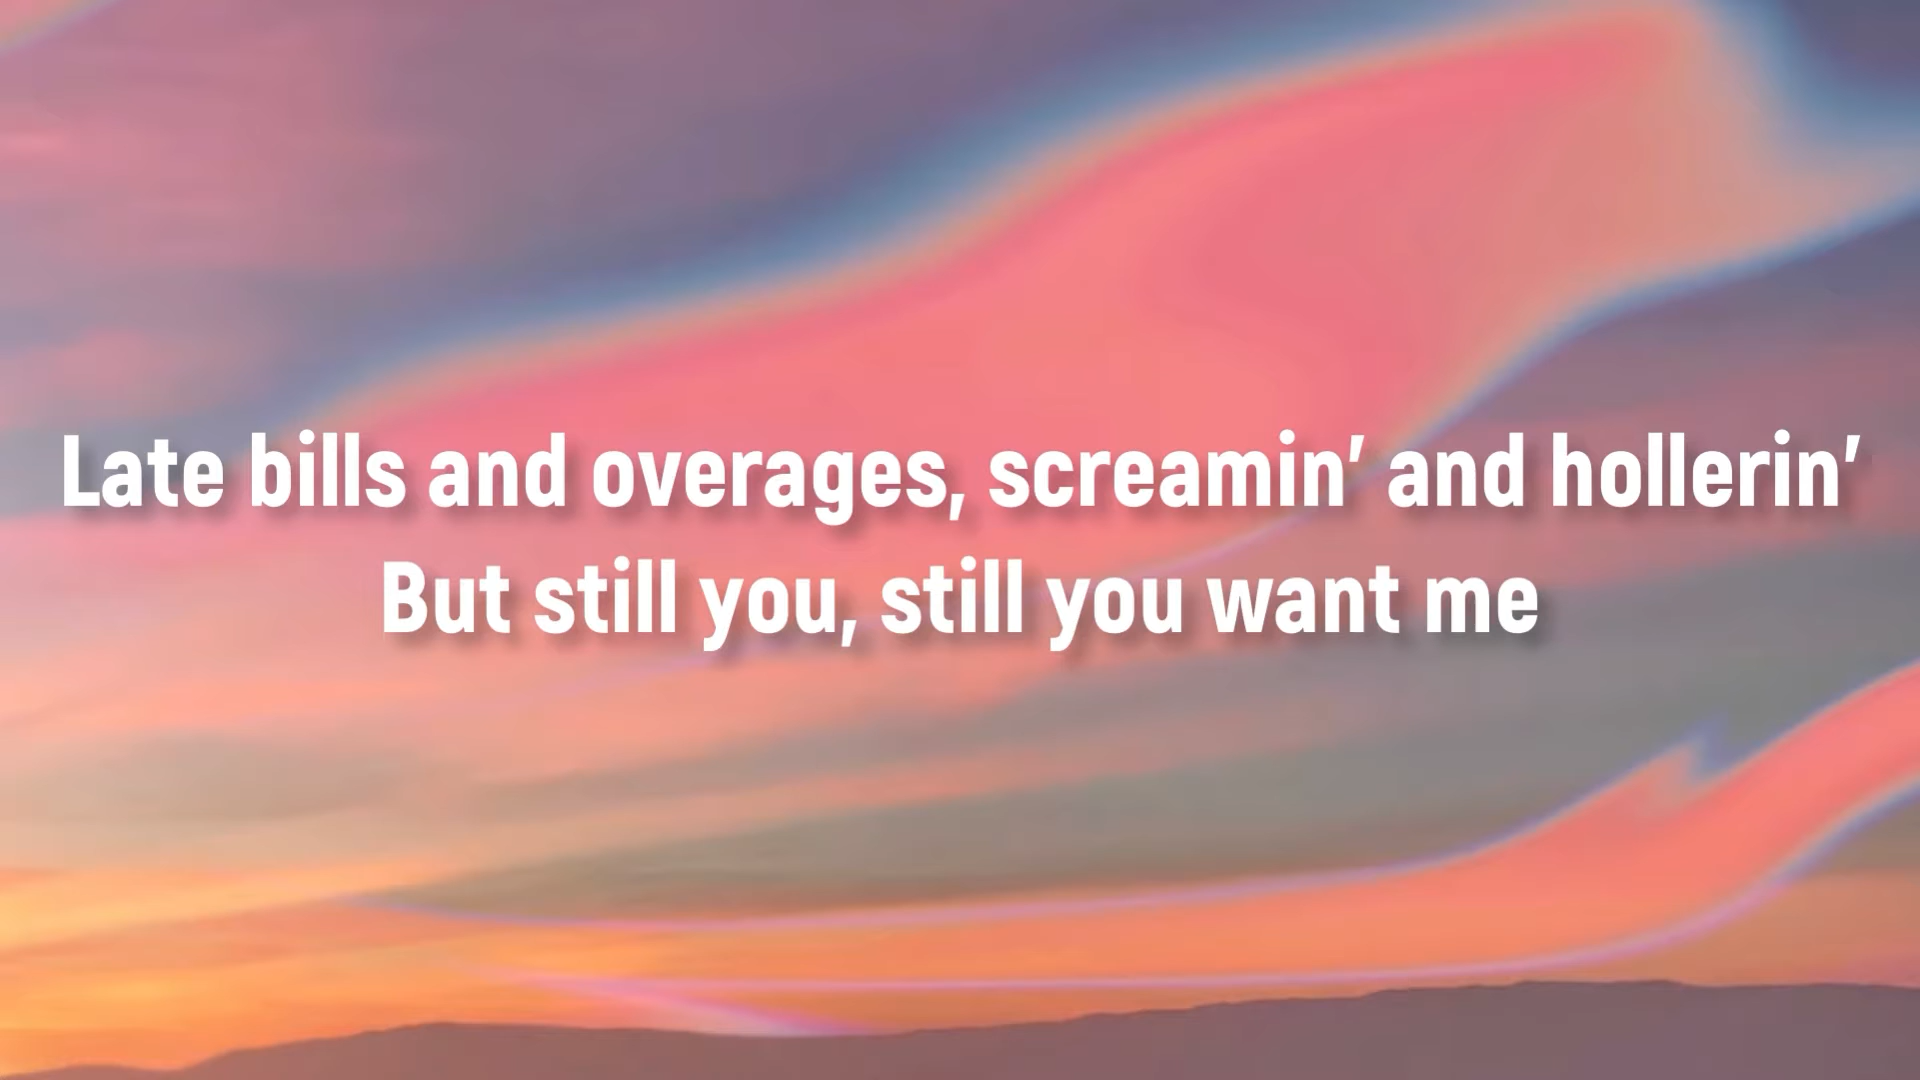 Late bills and overages, screamin’ and hollerin’
But still you, still you want me